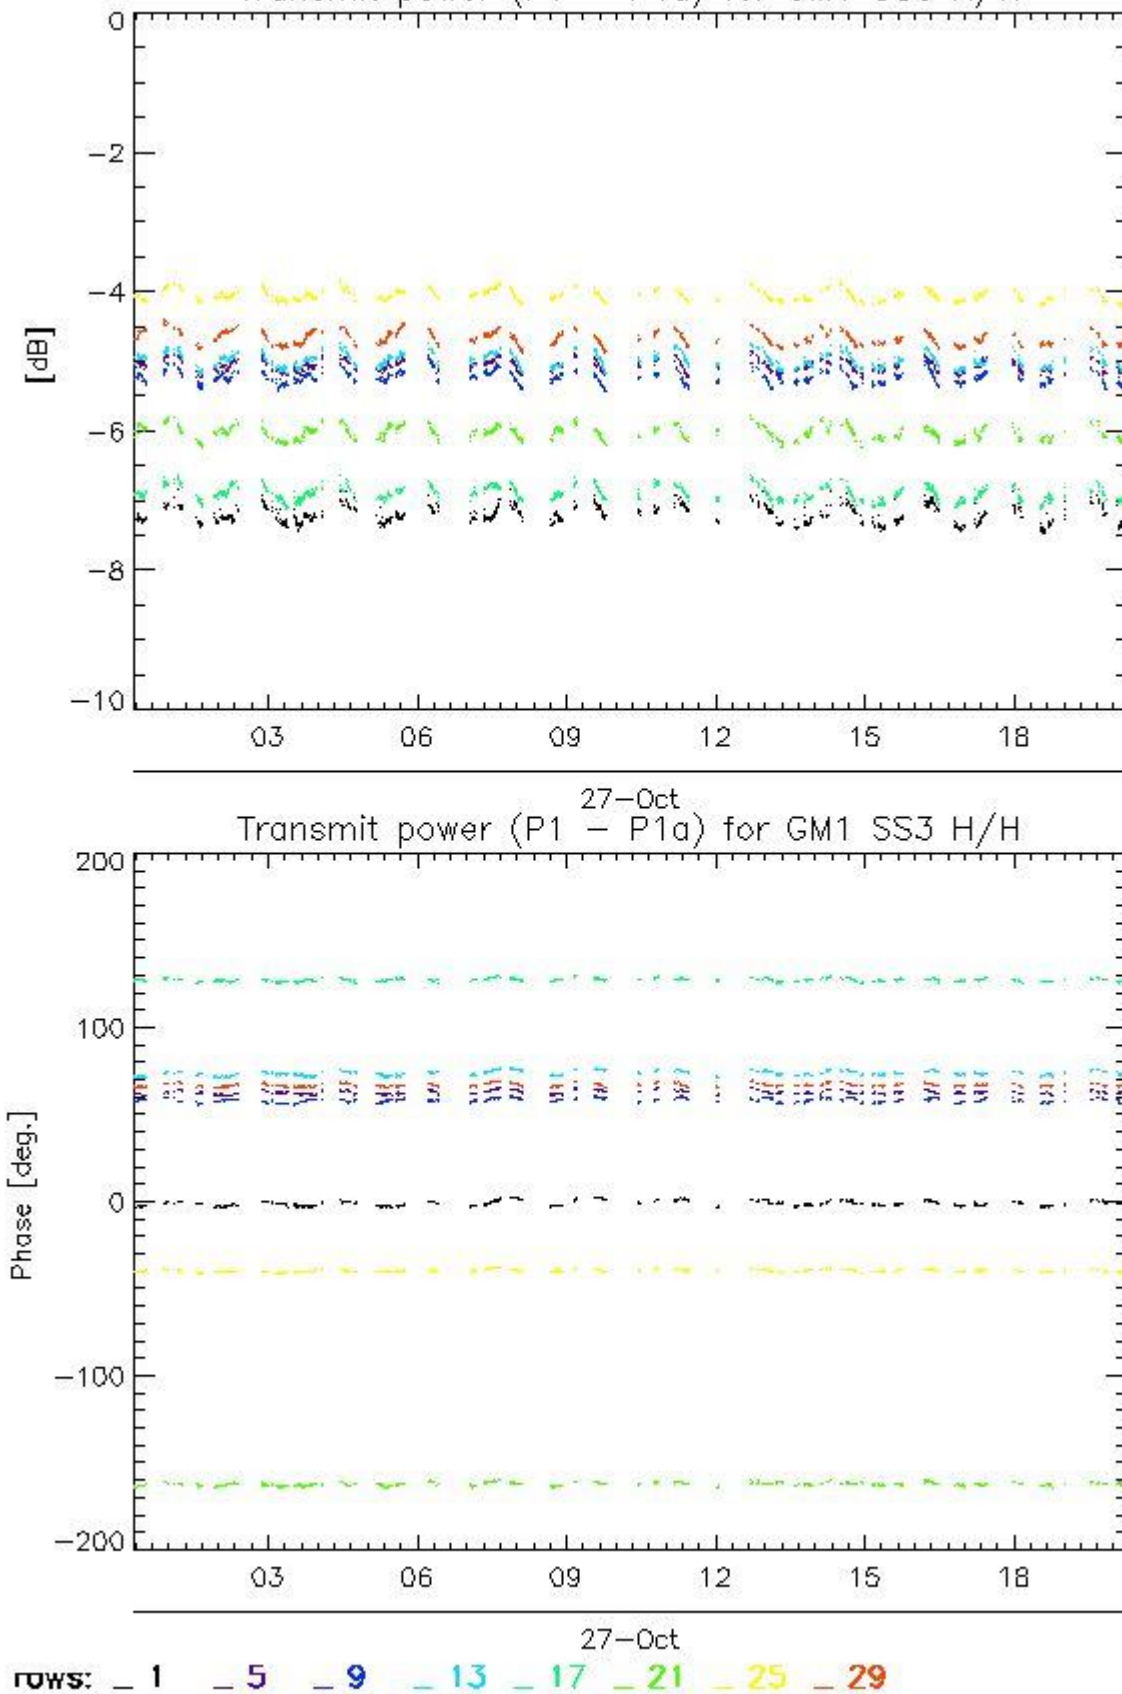 0
-2
-4
[dB]
-6
-8
-10
03 06 09 12 15 18
27-Oct
Transmit power (P1 - P1a) for GM1 SS3 H/H
200
100
Phase [deg.]
0
-100
-200
03 06 09 12 15 18
27-Oct
rows: _ 1 _ 5 _ 9 _ 13 _ 17 _ 21 _ 25 _ 29